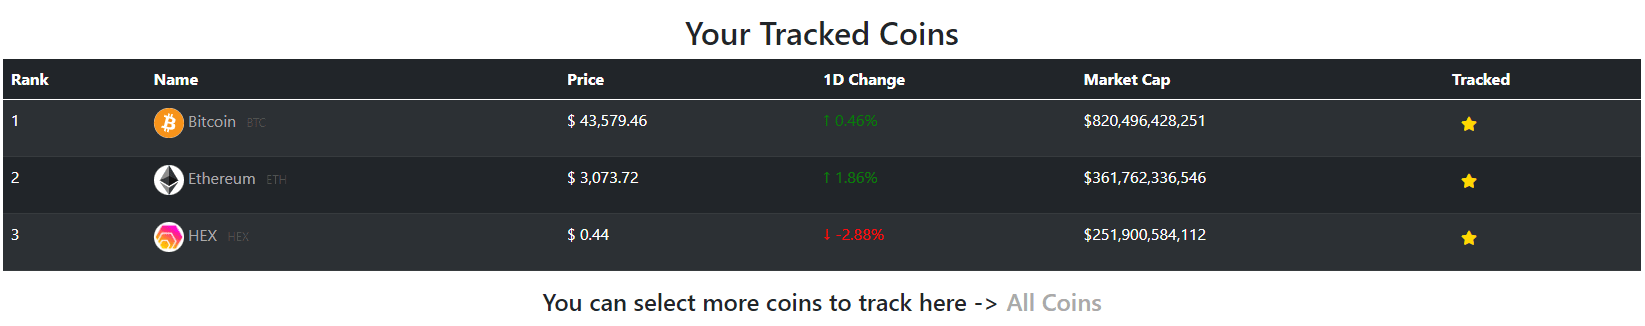 Your Tracked Coins
Rank Name Price 1D Change Market Cap Tracked
1 Bitcoin BTC $ 43,579.46 ↑ 0.46% $820,496,428,251
2 Ethereum ETH $ 3,073.72 ↑ 1.86% $361,762,336,546
3 HEX HEX $ 0.44 ↓ -2.88% $251,900,584,112
You can select more coins to track here -> All Coins